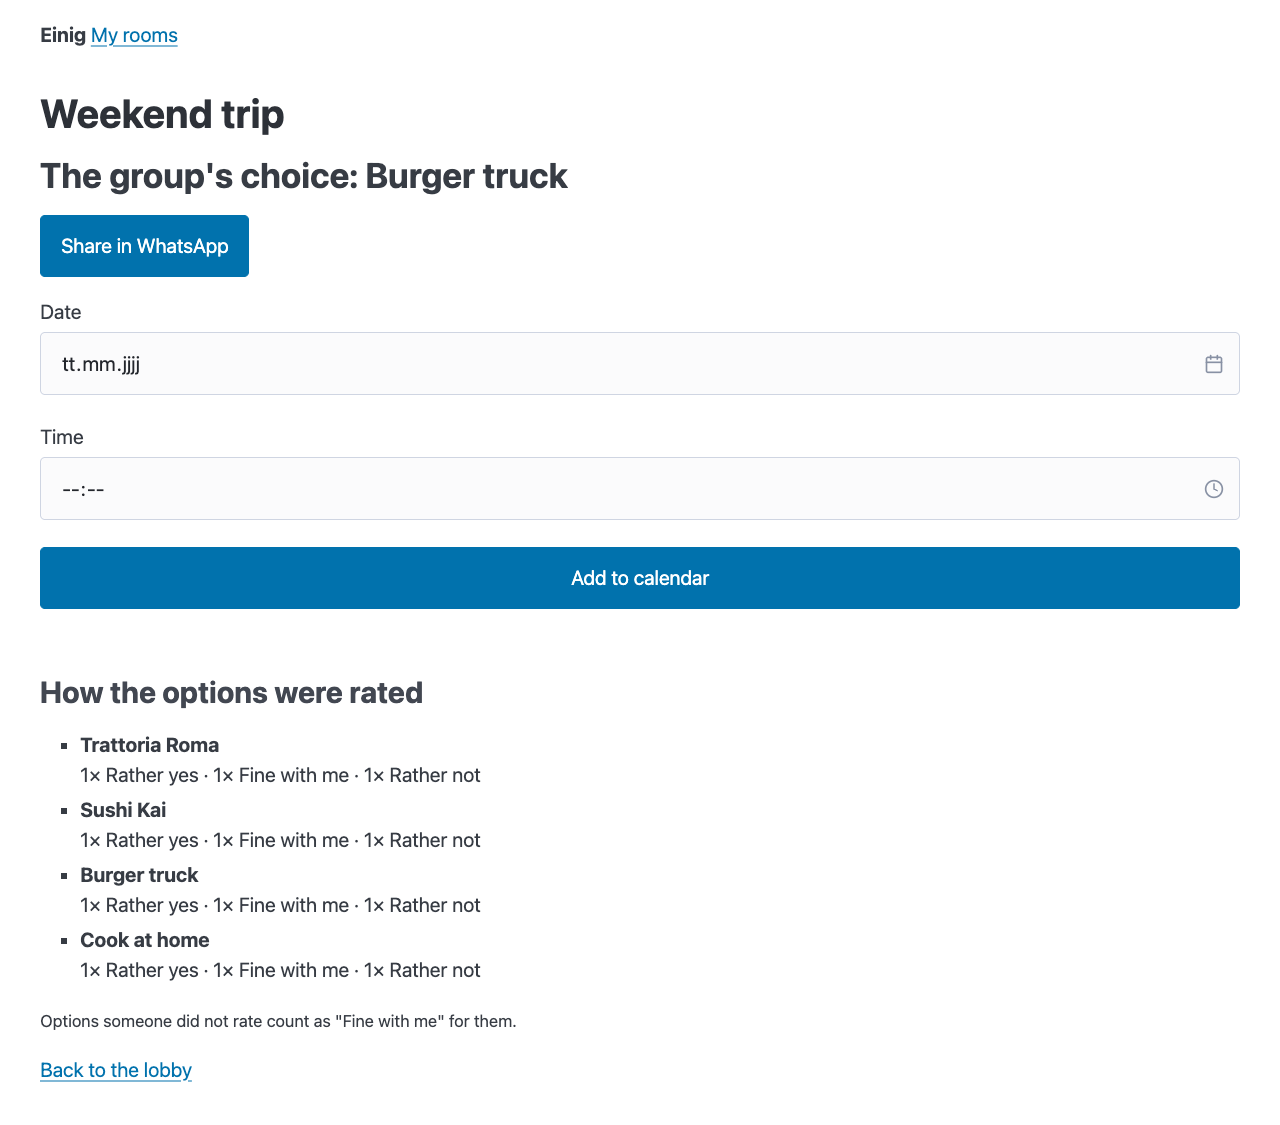 Einig My rooms
Weekend trip
The group's choice: Burger truck
Share in WhatsApp
Date
tt.mm.jjjj
Time
--:--
Add to calendar
How the options were rated
Trattoria Roma
1× Rather yes · 1× Fine with me · 1× Rather not
Sushi Kai
1× Rather yes · 1× Fine with me · 1× Rather not
Burger truck
1× Rather yes · 1× Fine with me · 1× Rather not
Cook at home
1× Rather yes · 1× Fine with me · 1× Rather not
Options someone did not rate count as "Fine with me" for them.
Back to the lobby